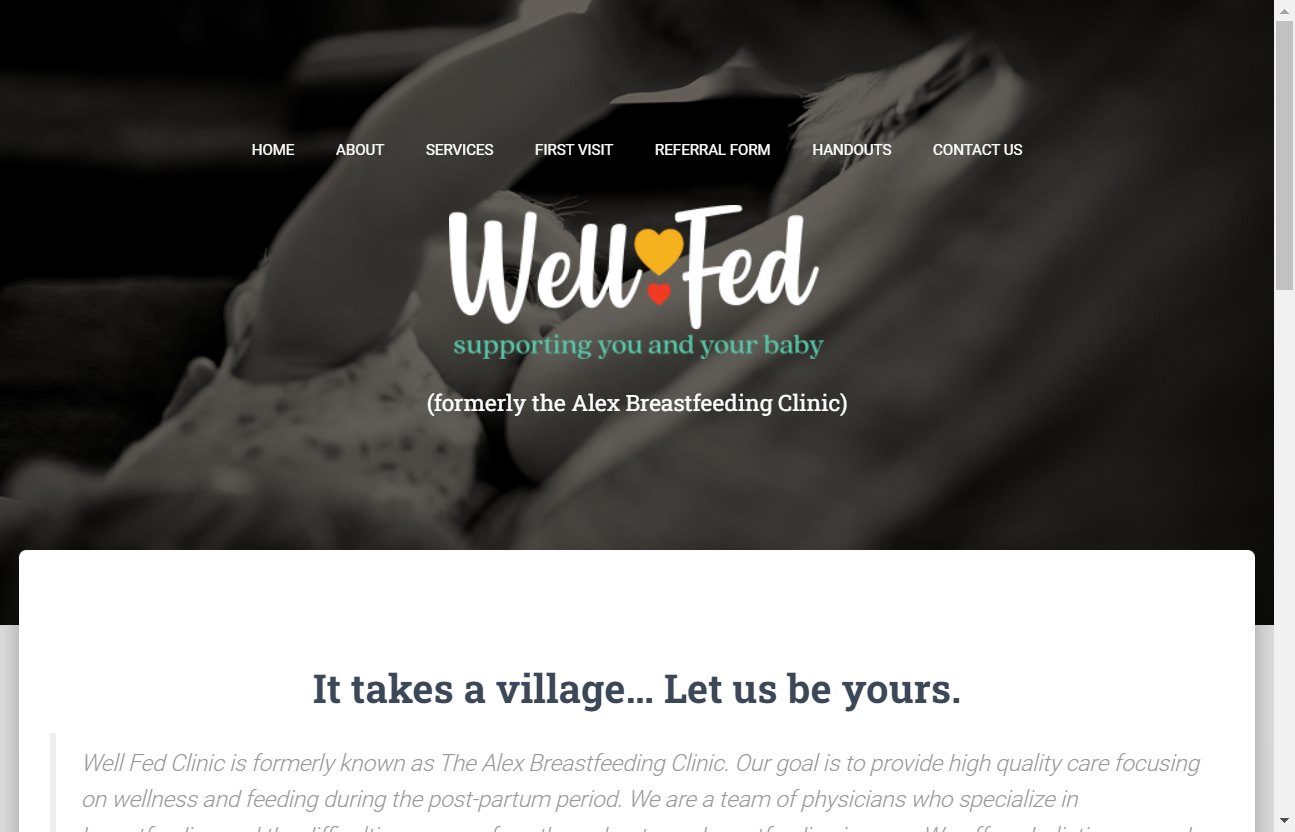 HOME ABOUT SERVICES FIRST VISIT REFERRAL FORM HANDOUTS CONTACT US
Well Fed
supporting you and your baby
(formerly the Alex Breastfeeding Clinic)
It takes a village... Let us be yours.
Well Fed Clinic is formerly known as The Alex Breastfeeding Clinic. Our goal is to provide high quality care focusing
on wellness and feeding during the post-partum period. We are a team of physicians who specialize in